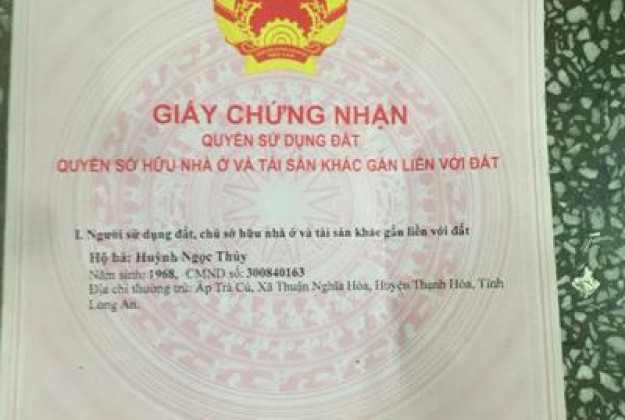 GIẤY CHỨNG NHẬN
QUYỀN SỬ DỤNG ĐẤT
QUYỀN SỞ HỮU NHÀ Ở VÀ TÀI SẢN KHÁC GẮN LIỀN VỚI ĐẤT
I. Người sử dụng đất, chủ sở hữu nhà ở và tài sản khác gắn liền với đất
Hộ bà: Huỳnh Ngọc Thủy
Năm sinh: 1968, CMND số: 300840163
Địa chỉ thường trú: Ấp Trà Cú, Xã Thuận Nghĩa Hòa, Huyện Thạnh Hóa, Tỉnh
Long An.